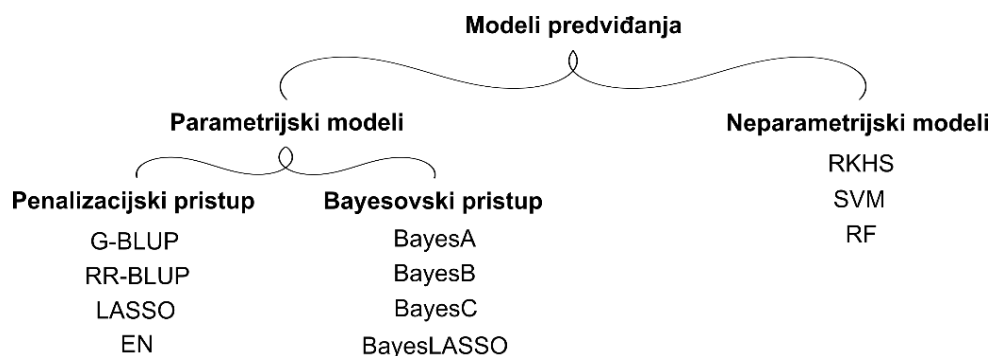 Modeli predviđanja
Parametrijski modeli
Neparametrijski modeli
Penalizacijski pristup
Bayesovski pristup
G-BLUP
RR-BLUP
LASSO
EN
BayesA
BayesB
BayesC
BayesLASSO
RKHS
SVM
RF